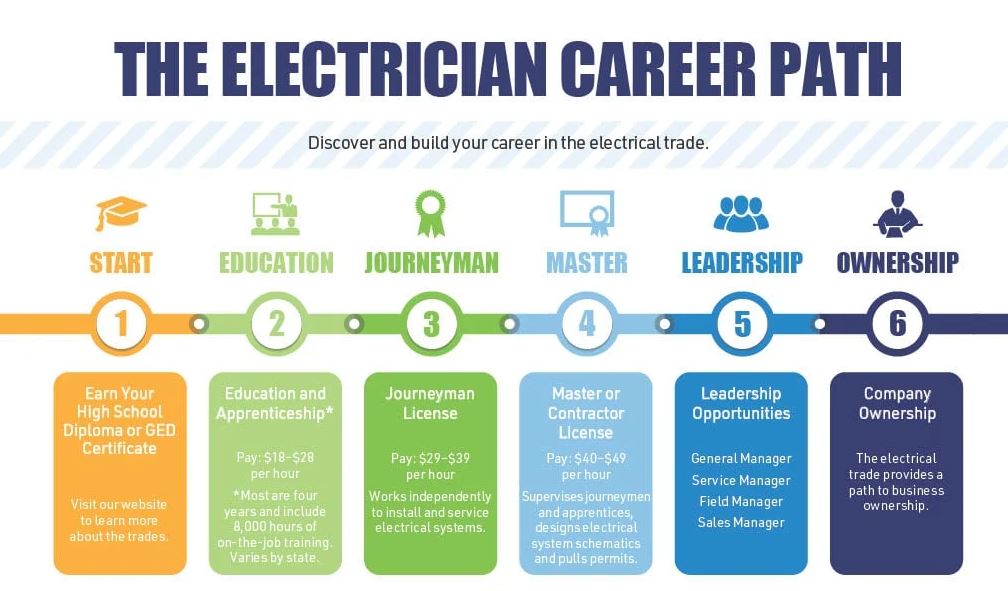 THE ELECTRICIAN CAREER PATH
Discover and build your career in the electrical trade.
START
EDUCATION
JOURNEYMAN
MASTER
LEADERSHIP
OWNERSHIP
1
2
3
4
5
6
Earn Your
High School
Diploma or GED
Certificate
Visit our website
to learn more
about the trades.
Education and
Apprenticeship*
Pay: $18-$28
per hour
*Most are four
years and include
8,000 hours of
on-the-job training.
Varies by state.
Journeyman
License
Pay: $29-$39
per hour
Works independently
to install and service
electrical systems.
Master or
Contractor
License
Pay: $40-$49
per hour
Supervises journeymen
and apprentices,
designs electrical
system schematics
and pulls permits.
Leadership
Opportunities
General Manager
Service Manager
Field Manager
Sales Manager
Company
Ownership
The electrical
trade provides a
path to business
ownership.